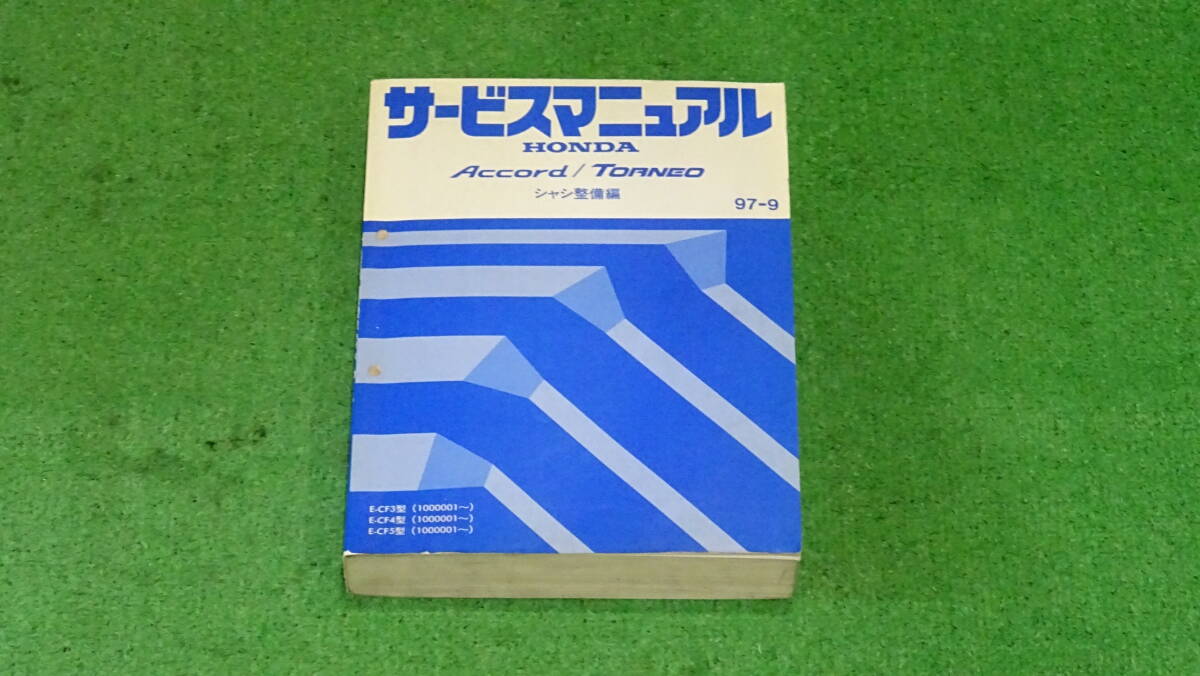 サービスマニュアル
HONDA
Accord / TORNEO
シャシ整備編
97-9
E-CF3型 (1000001〜)
E-CF4型 (1000001〜)
E-CF5型 (1000001〜)